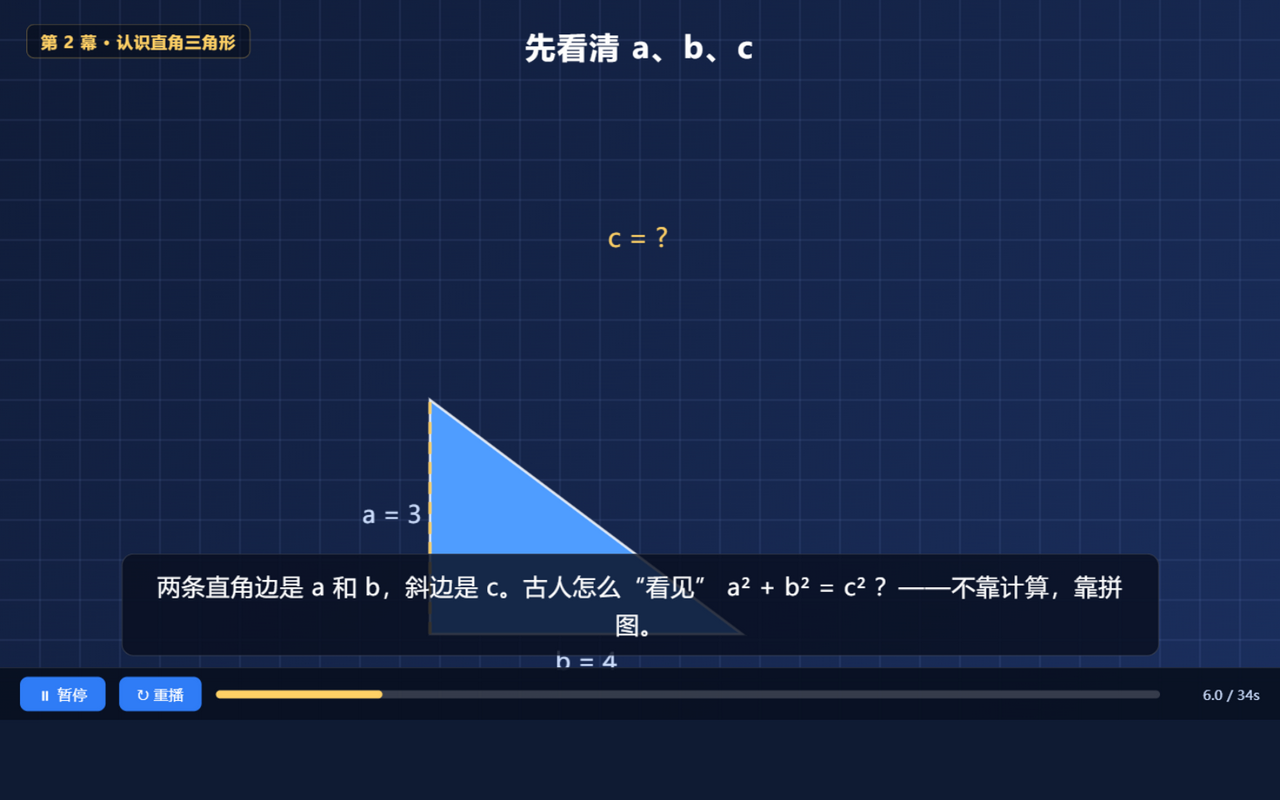 第 2 幕 · 认识直角三角形
先看清 a、b、c
c = ?
a = 3
两条直角边是 a 和 b，斜边是 c。古人怎么“看见” a² + b² = c²？——不靠计算，靠拼
图。
b = 4
⏸ 暂停
↻ 重播
6.0 / 34s